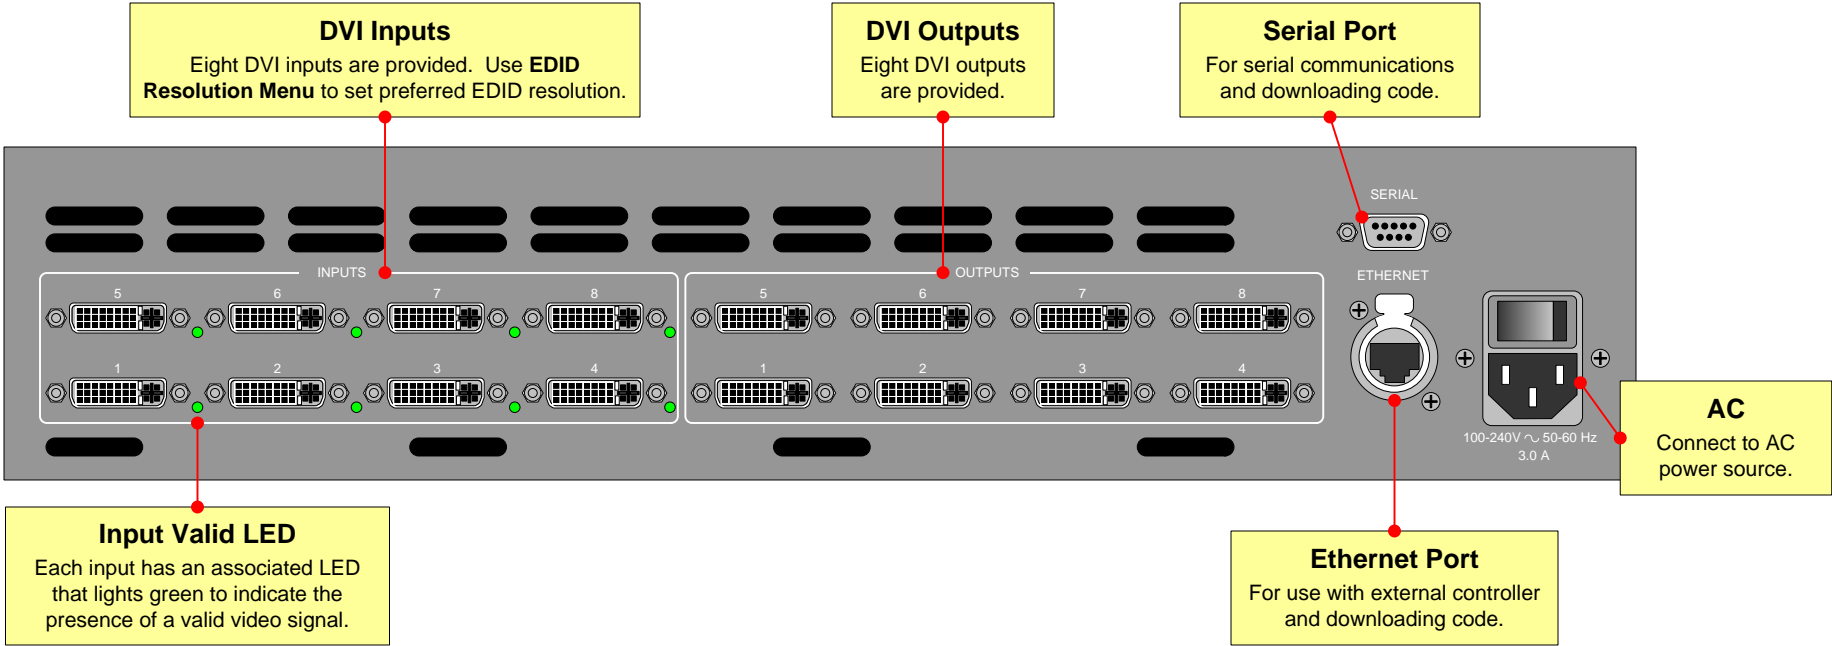 DVI Inputs
Eight DVI inputs are provided.  Use EDID
Resolution Menu to set preferred EDID resolution.
DVI Outputs
Eight DVI outputs
are provided.
Serial Port
For serial communications
and downloading code.
SERIAL
INPUTS
OUTPUTS
ETHERNET
5
6
7
8
5
6
7
8
1
2
3
4
1
2
3
4
100-240V ~ 50-60 Hz
3.0 A
AC
Connect to AC
power source.
Input Valid LED
Each input has an associated LED
that lights green to indicate the
presence of a valid video signal.
Ethernet Port
For use with external controller
and downloading code.